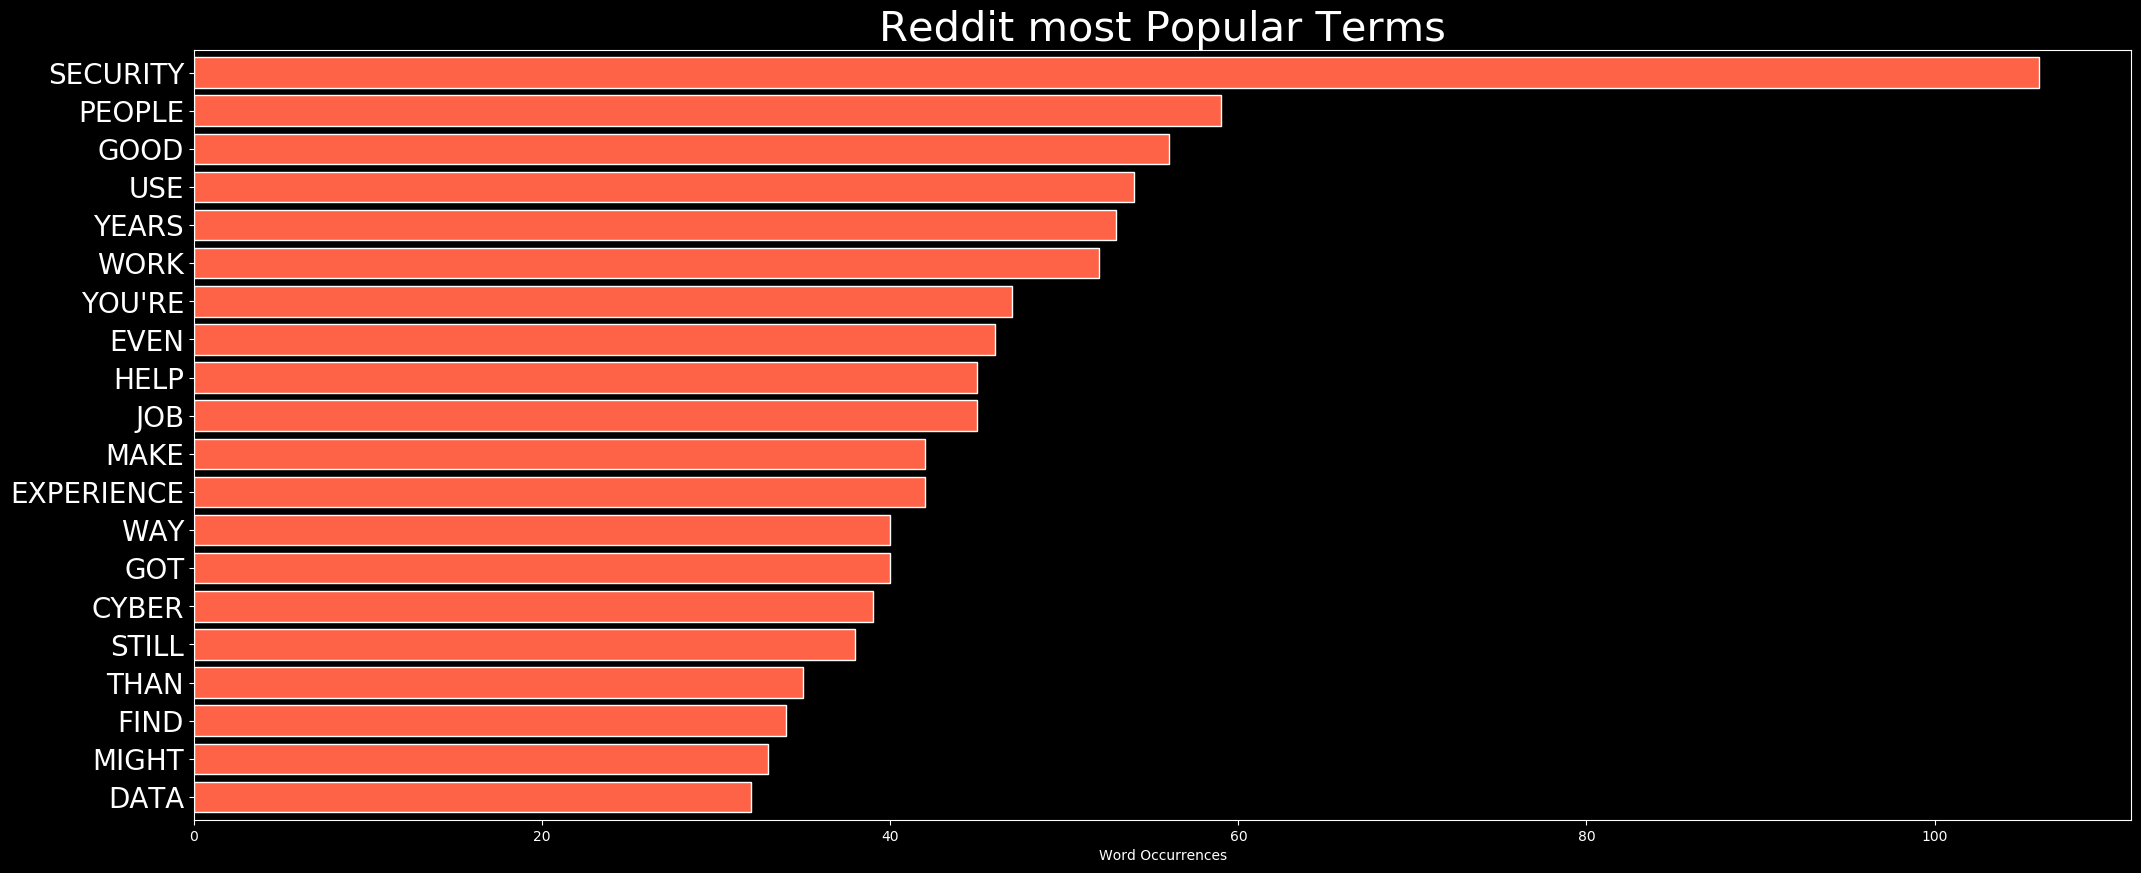 Reddit most Popular Terms
SECURITY
PEOPLE
GOOD
USE
YEARS
WORK
YOU'RE
EVEN
HELP
JOB
MAKE
EXPERIENCE
WAY
GOT
CYBER
STILL
THAN
FIND
MIGHT
DATA
0 20 40 60 80 100
Word Occurrences